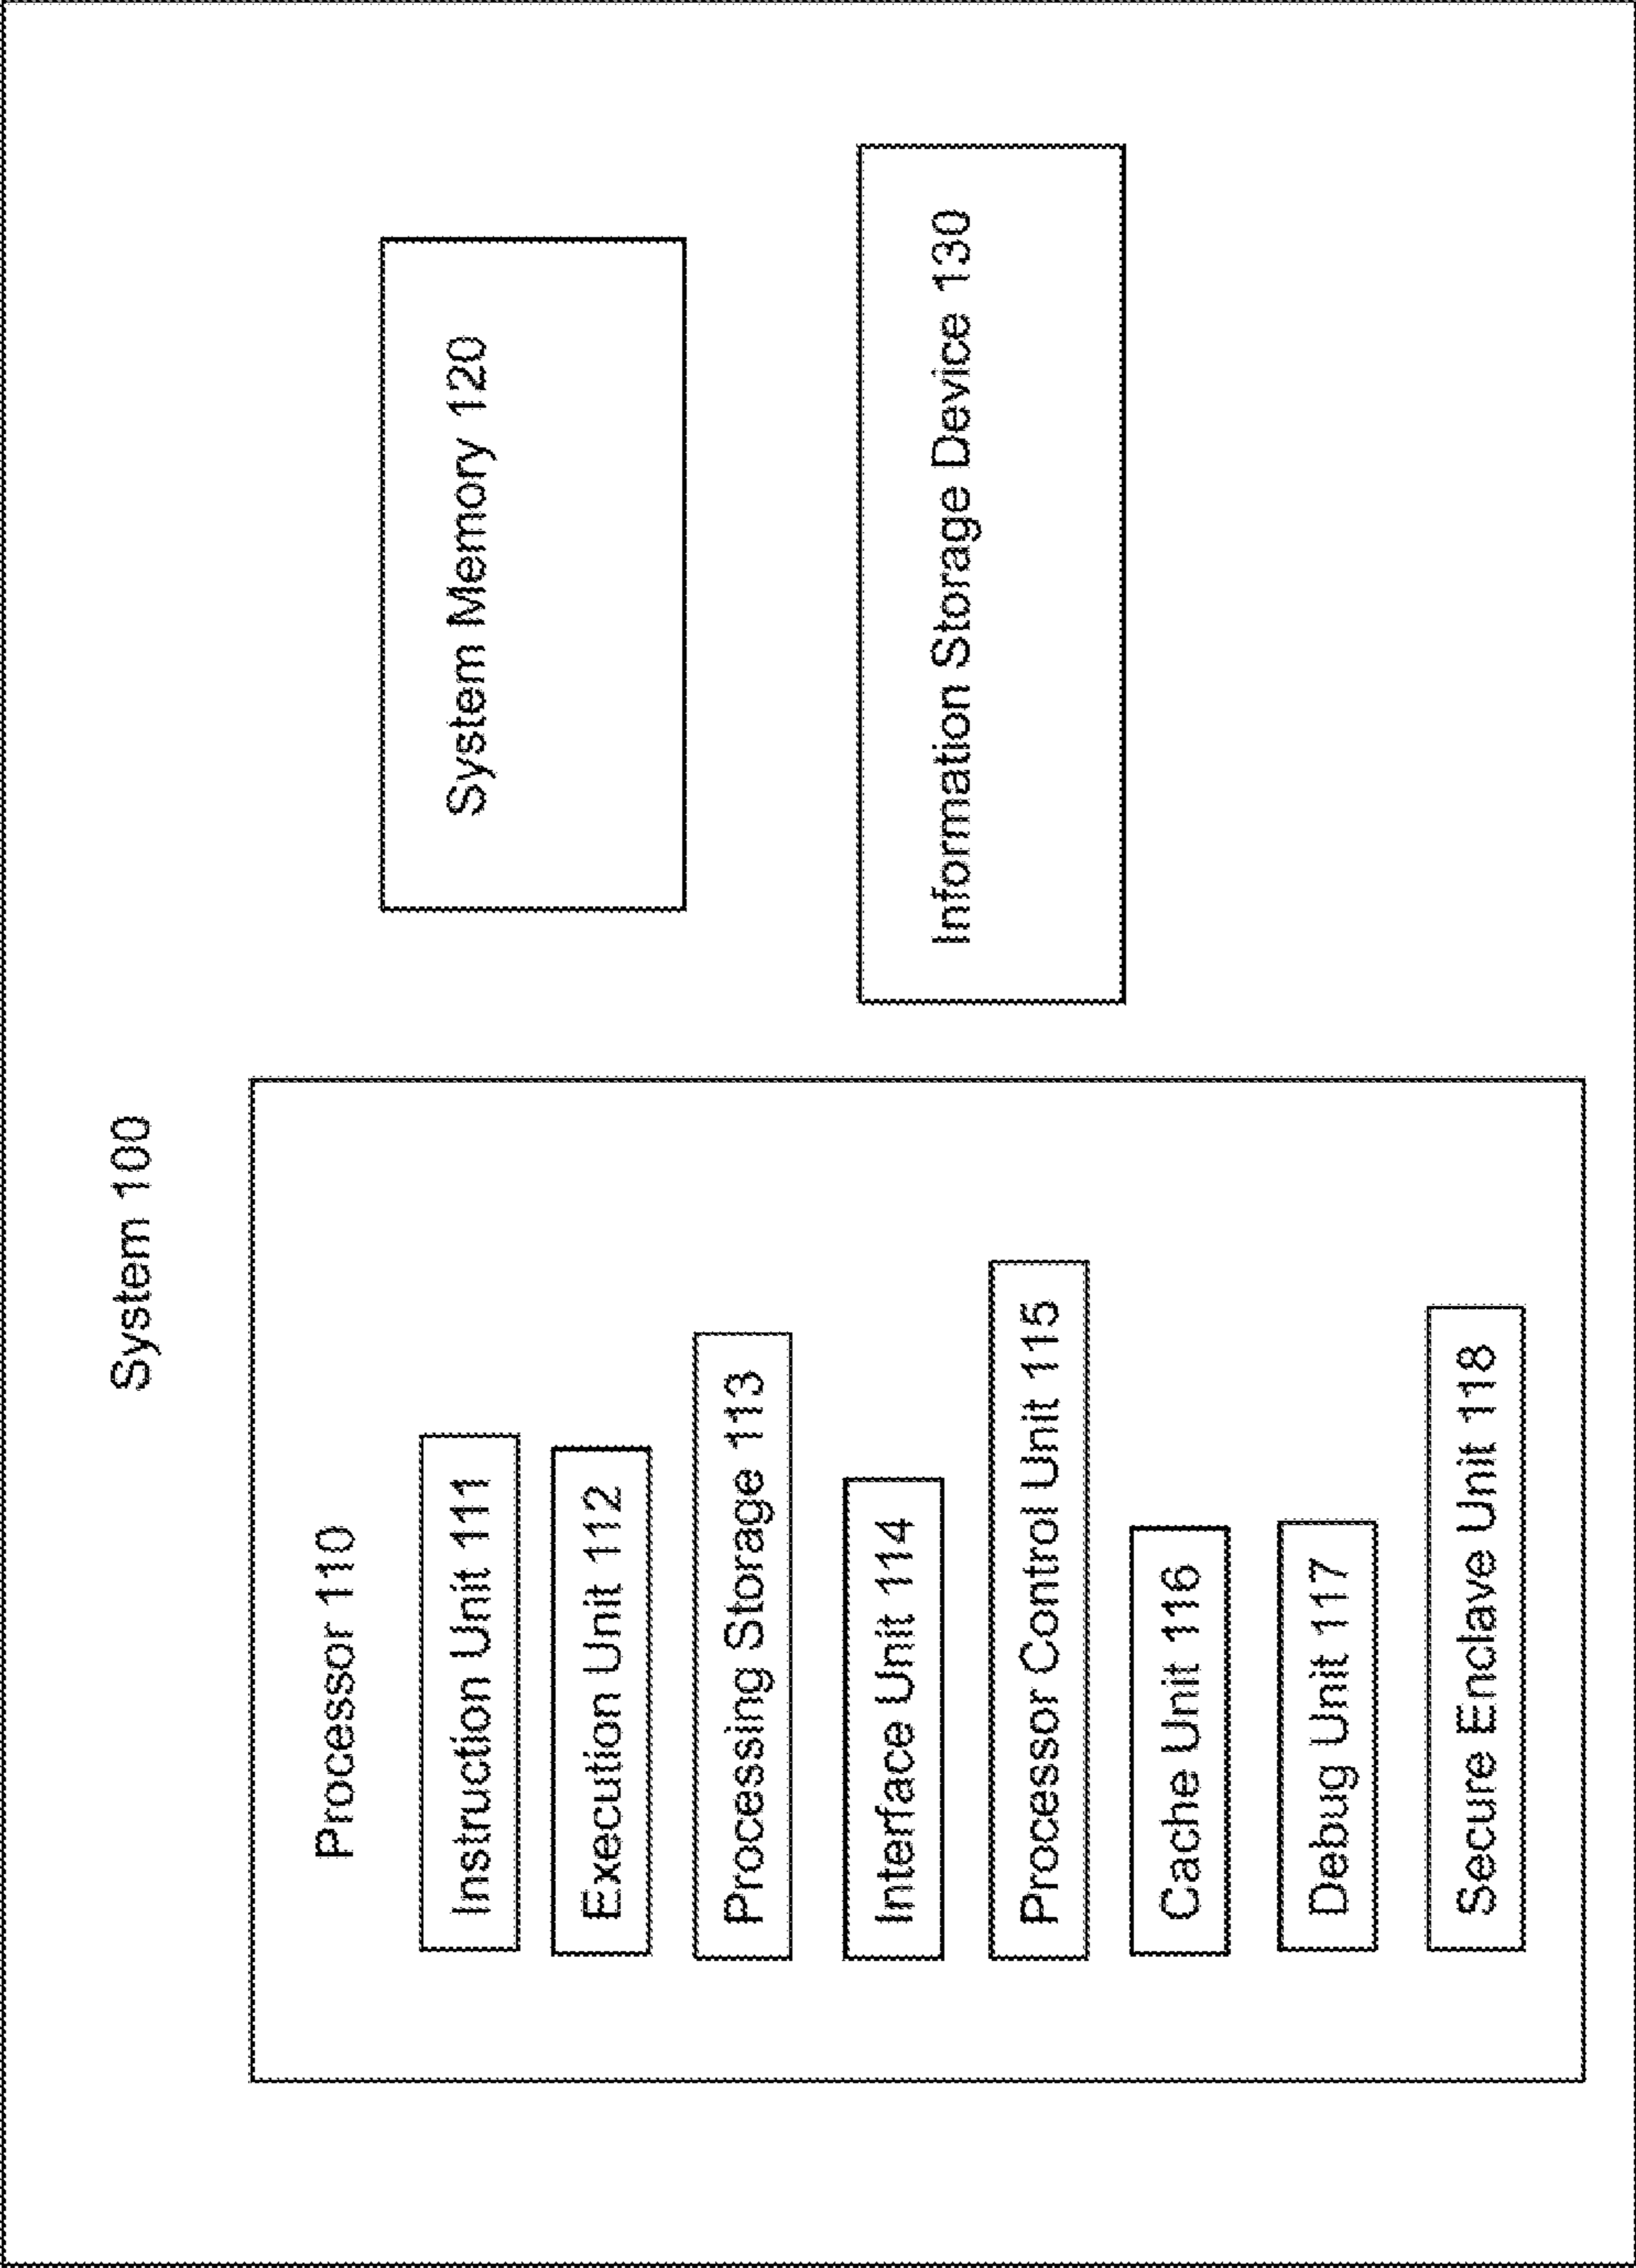 System 100
Processor 110
Instruction Unit 111
Execution Unit 112
Processing Storage 113
Interface Unit 114
Processor Control Unit 115
Cache Unit 116
Debug Unit 117
Secure Enclave Unit 118
System Memory 120
Information Storage Device 130